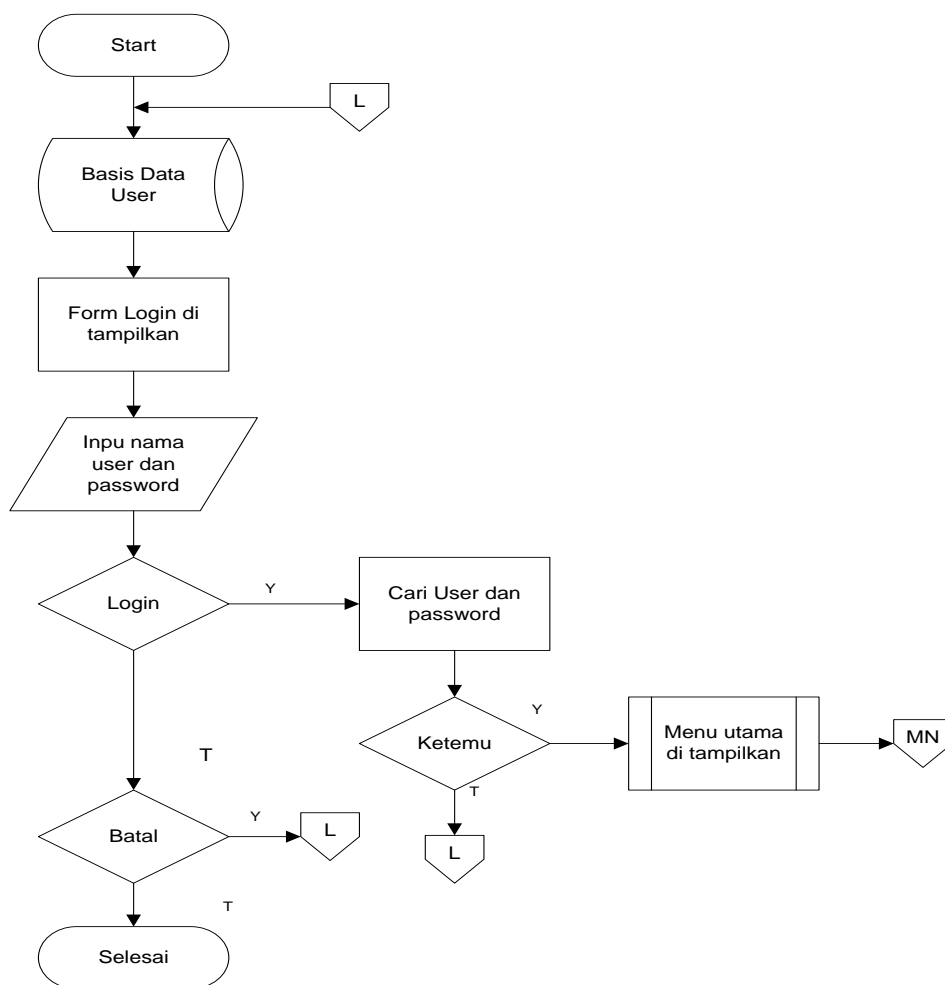 Start
L
Basis Data
User
Form Login di
tampilkan
Inpu nama
user dan
password
Login
Y
Cari User dan
password
Ketemu
Y
Menu utama
di tampilkan
MN
T
T
L
Batal
Y
L
T
Selesai